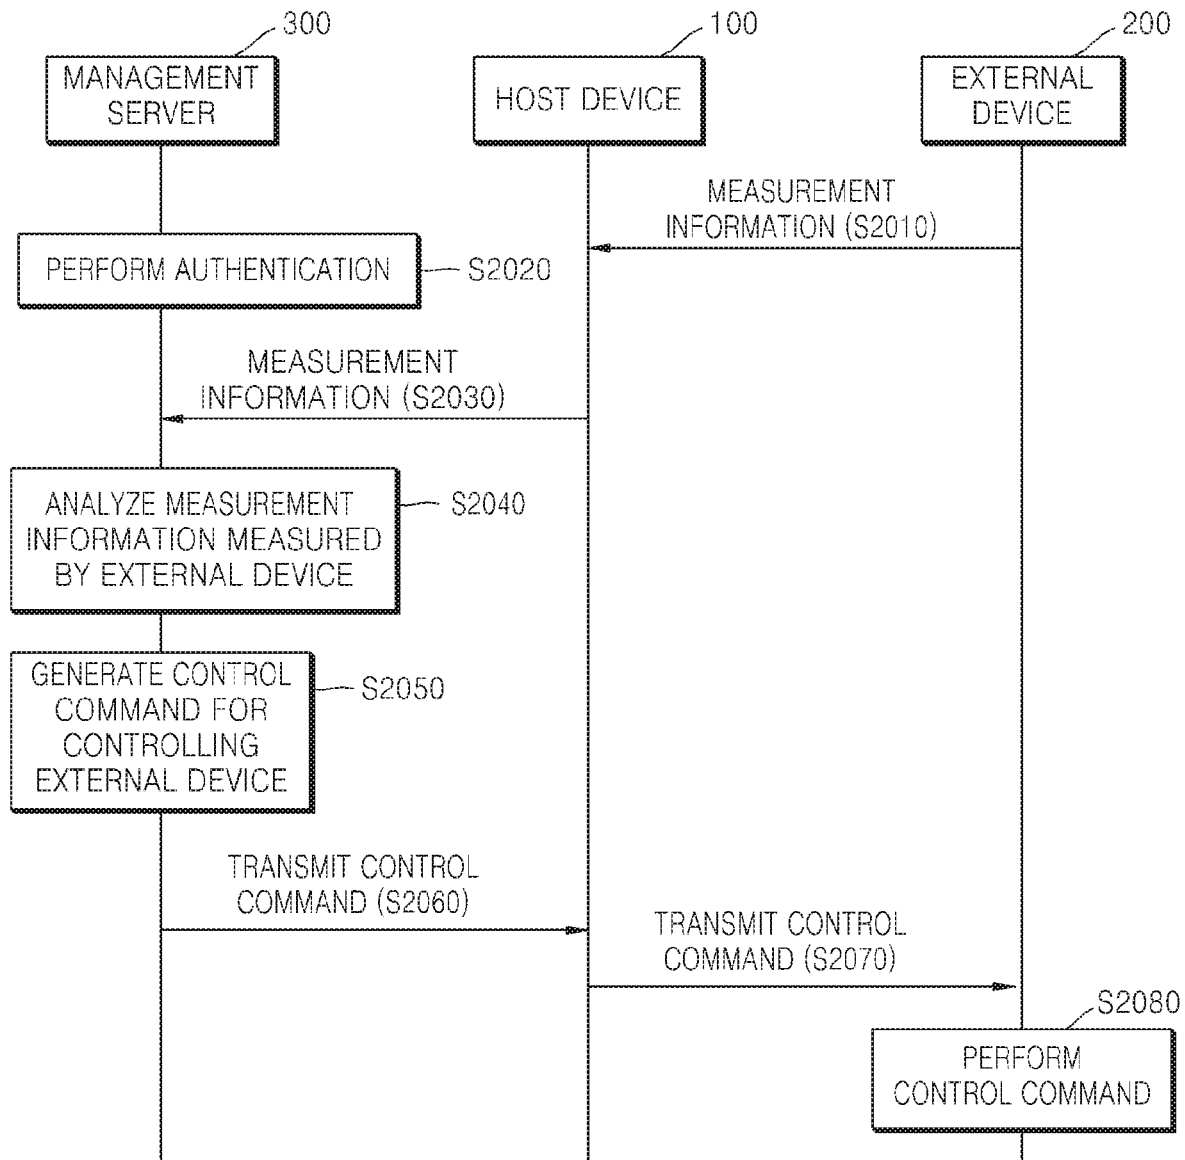 300
100
200
MANAGEMENT
SERVER
HOST DEVICE
EXTERNAL
DEVICE
MEASUREMENT
INFORMATION (S2010)
PERFORM AUTHENTICATION
S2020
MEASUREMENT
INFORMATION (S2030)
ANALYZE MEASUREMENT
INFORMATION MEASURED
BY EXTERNAL DEVICE
S2040
GENERATE CONTROL
COMMAND FOR
CONTROLLING
EXTERNAL DEVICE
S2050
TRANSMIT CONTROL
COMMAND (S2060)
TRANSMIT CONTROL
COMMAND (S2070)
S2080
PERFORM
CONTROL COMMAND